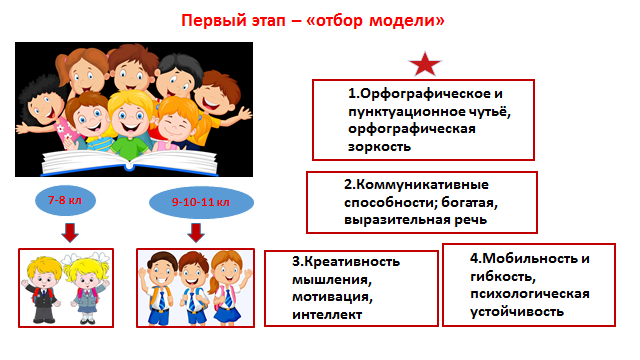 Первый этап – «отбор модели»
1.Орфографическое и
пунктуационное чутьё,
орфографическая
зоркость
7-8 кл
9-10-11 кл
2.Коммуникативные
способности; богатая,
выразительная речь
3.Креативность
мышления,
мотивация,
интеллект
4.Мобильность и
гибкость,
психологическая
устойчивость